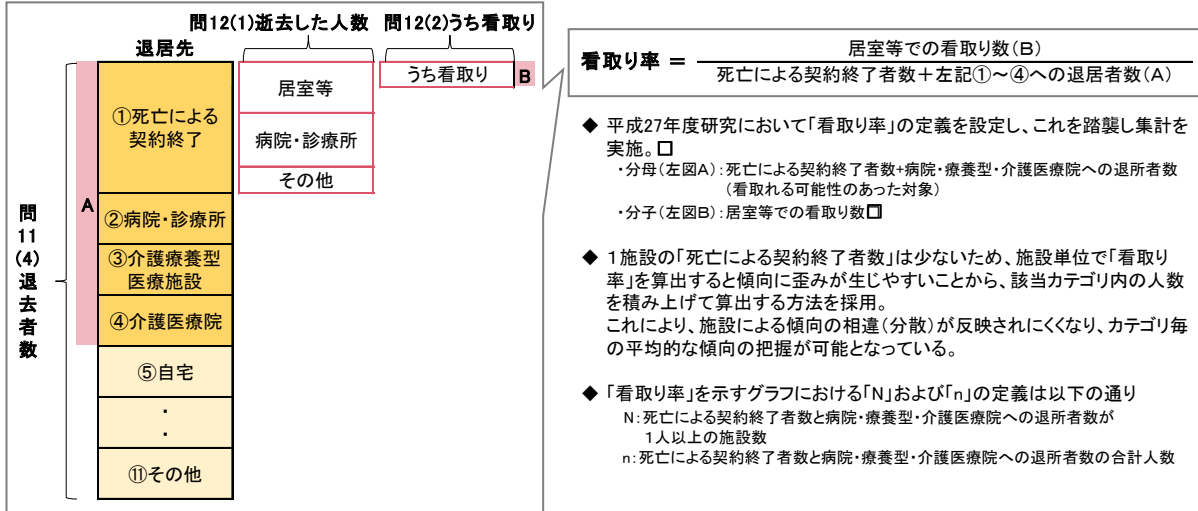 問12(1)逝去した人数 問12(2)うち看取り
退居先
問11(4)退去者数
A
①死亡による
契約終了
②病院・診療所
③介護療養型
医療施設
④介護医療院
⑤自宅
・
・
⑪その他
居室等
病院・診療所
その他
うち看取り
B
看取り率 = 居室等での看取り数(B)
死亡による契約終了者数+左記①～④への退居者数(A)
◆ 平成27年度研究において「看取り率」の定義を設定し、これを踏襲し集計を
実施。□
・分母(左図A):死亡による契約終了者数+病院・療養型・介護医療院への退所者数
(看取れる可能性のあった対象)
・分子(左図B):居室等での看取り数□
◆ 1施設の「死亡による契約終了者数」は少ないため、施設単位で「看取り
率」を算出すると傾向に歪みが生じやすいことから、該当カテゴリ内の人数
を積み上げて算出する方法を採用。
これにより、施設による傾向の相違(分散)が反映されにくくなり、カテゴリ毎
の平均的な傾向の把握が可能となっている。
◆ 「看取り率」を示すグラフにおける「N」および「n」の定義は以下の通り
N:死亡による契約終了者数と病院・療養型・介護医療院への退所者数が
1人以上の施設数
n:死亡による契約終了者数と病院・療養型・介護医療院への退所者数の合計人数